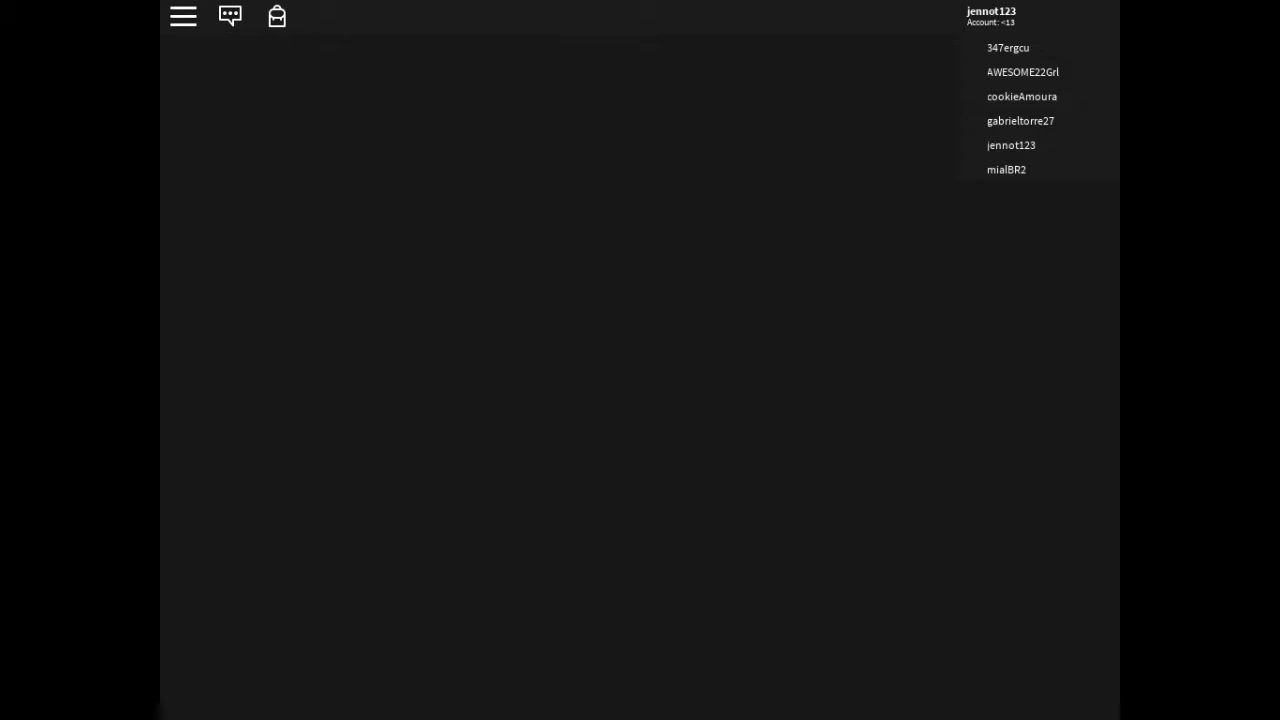 jennot123
Account: <13
347ergcu
AWESOME22Grl
cookieAmoura
gabrieltorre27
jennot123
mialBR2